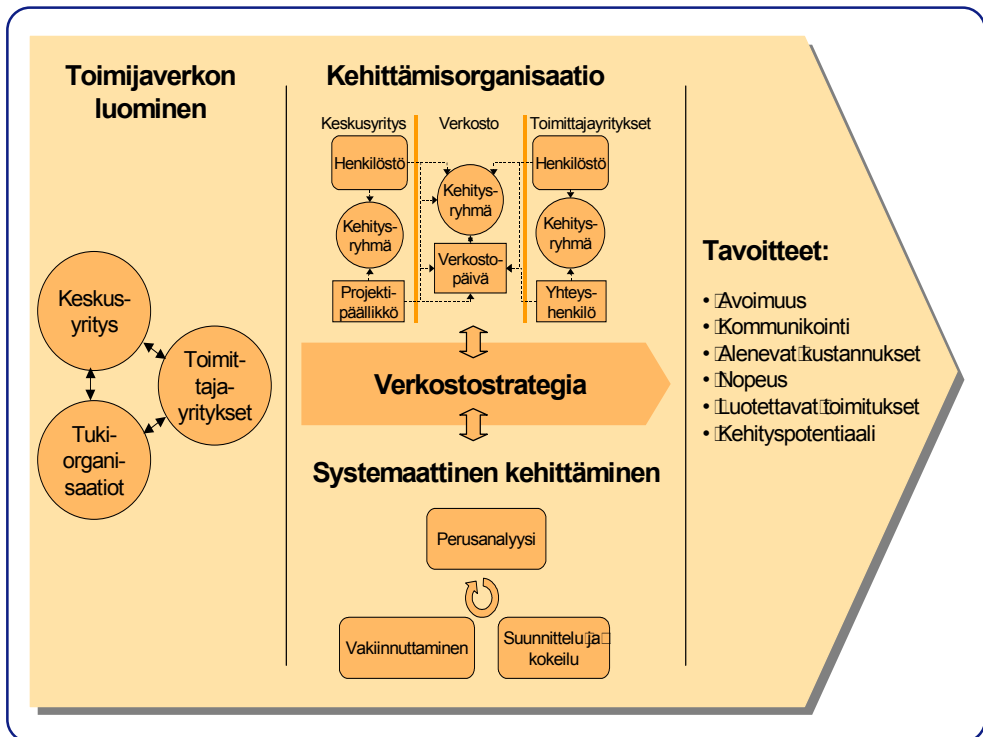 Toimijaverkon
luominen
Keskus-
yritys
Toimit-
taja-
yritykset
Tuki-
organi-
saatiot
Kehittämisorganisaatio
Keskusyritys
Verkosto
Toimittajayritykset
Henkilöstö
Henkilöstö
Kehitys-
ryhmä
Kehitys-
ryhmä
Kehitys-
ryhmä
Verkosto-
päivä
Projekti-
päällikkö
Yhteys-
henkilö
Verkostostrategia
Systemaattinen kehittäminen
Perusanalyysi
Vakiinnuttaminen
Suunnittelu ja
kokeilu
Tavoitteet:
• Avoimuus
• Kommunikointi
• Alenevat kustannukset
• Nopeus
• Luotettavat toimitukset
• Kehityspotentiaali